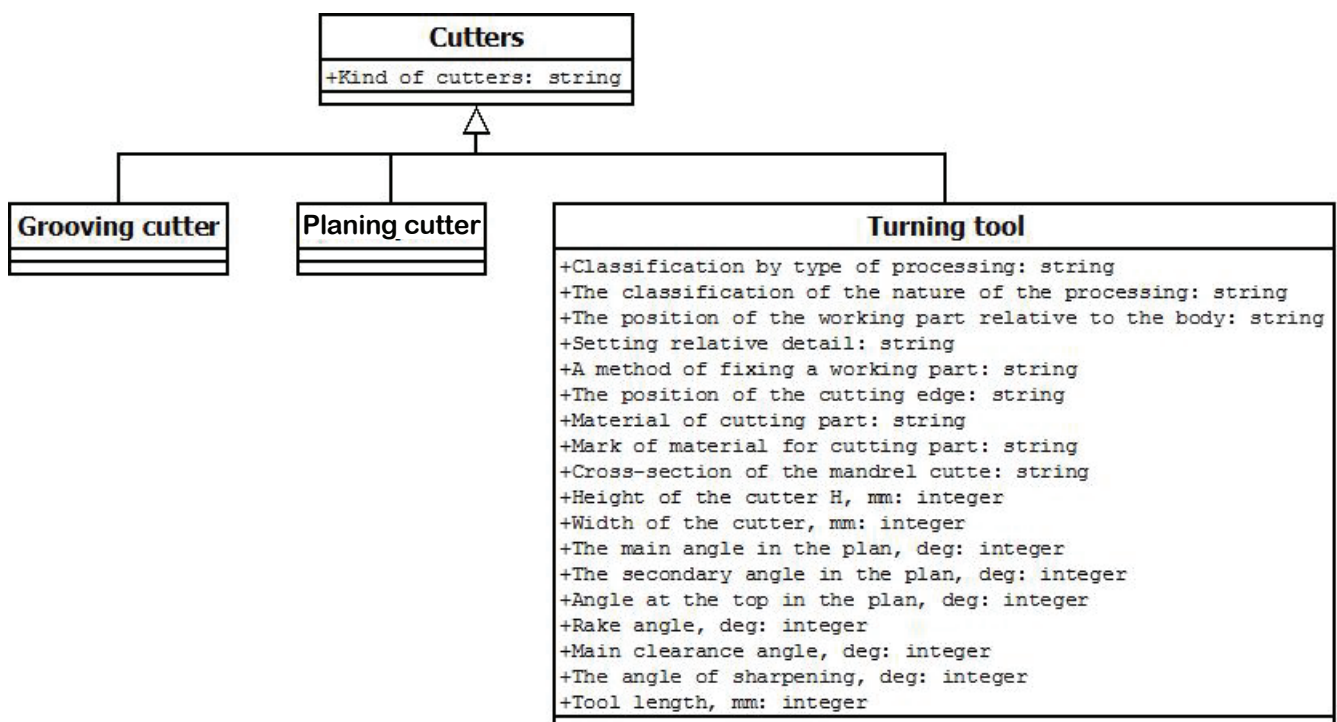 Cutters
+Kind of cutters: string
Grooving cutter
Planing cutter
Turning tool
+Classification by type of processing: string
+The classification of the nature of the processing: string
+The position of the working part relative to the body: string
+Setting relative detail: string
+A method of fixing a working part: string
+The position of the cutting edge: string
+Material of cutting part: string
+Mark of material for cutting part: string
+Cross-section of the mandrel cutte: string
+Height of the cutter H, mm: integer
+Width of the cutter, mm: integer
+The main angle in the plan, deg: integer
+The secondary angle in the plan, deg: integer
+Angle at the top in the plan, deg: integer
+Rake angle, deg: integer
+Main clearance angle, deg: integer
+The angle of sharpening, deg: integer
+Tool length, mm: integer